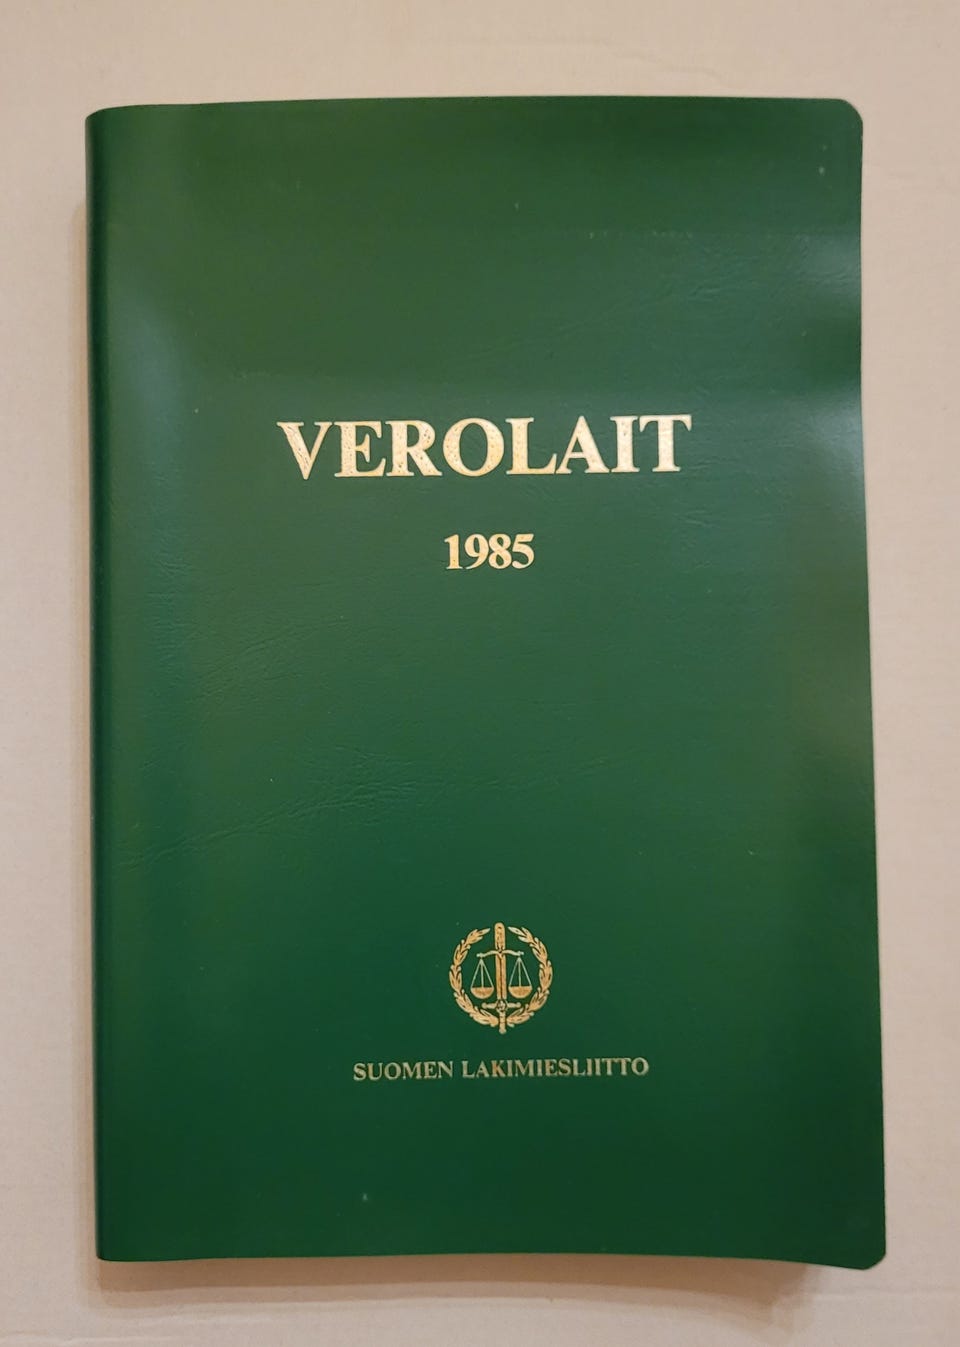 VEROLAIT
1985
SUOMEN LAKIMIESLIITTO